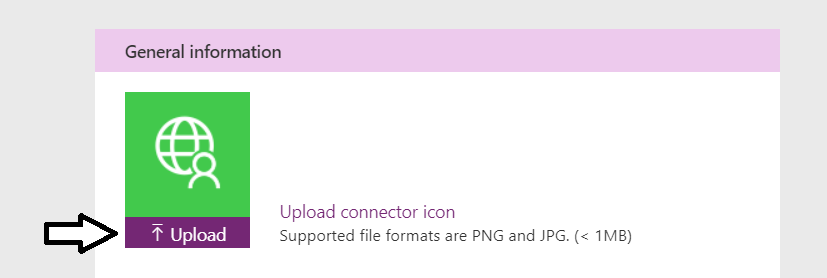 General information
Upload
Upload connector icon
Supported file formats are PNG and JPG. (< 1MB)